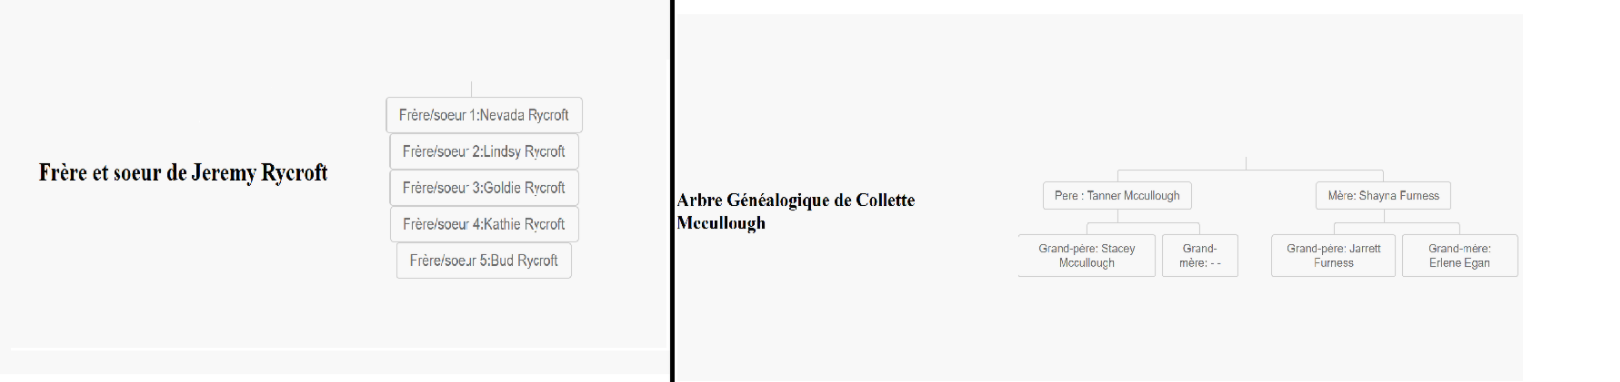 Frère et soeur de Jeremy Rycroft
Frère/soeur 1:Nevada Rycroft
Frère/soeur 2:Lindsy Rycroft
Frère/soeur 3:Goldie Rycroft
Frère/soeur 4:Kathie Rycroft
Frère/soeur 5:Bud Rycroft
Arbre Généalogique de Collette
Mccullough
Pere : Tanner Mccullough
Mère: Shayna Furness
Grand-père: Stacey
Mccullough
Grand-
mère: - -
Grand-père: Jarrett
Furness
Grand-mère:
Erlene Egan